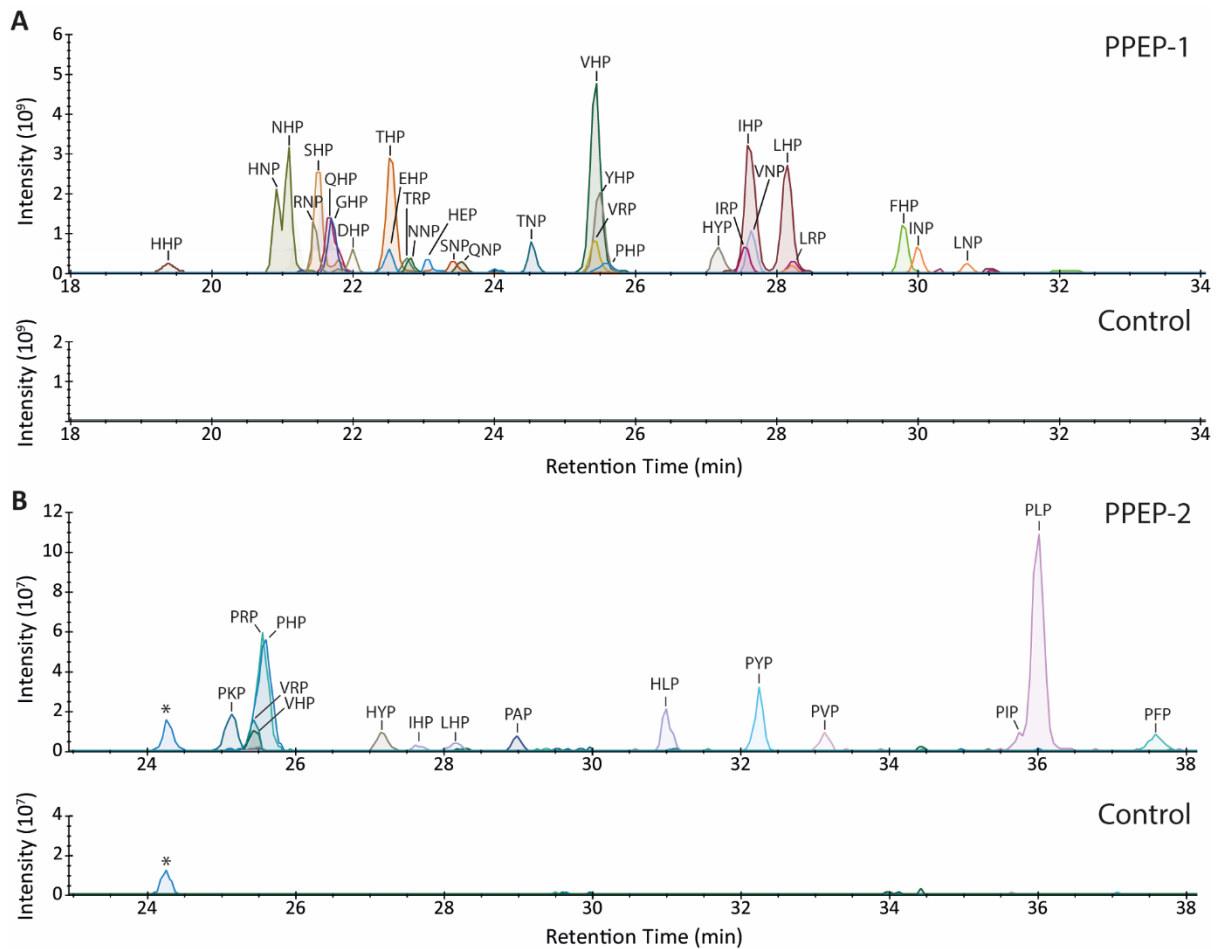 A
PPEP-1
Intensity (10⁹)
6
5
4
3
2
1
0
HHP
HNP
NHP
RNP
SHP
QHP
GHP
DHP
THP
EHP
TRP
NNP
HEP
SNP
QNP
TNP
VHP
YHP
VRP
PHP
HYP
IRP
IHP
VNP
LHP
LRP
FHP
INP
LNP
18 20 22 24 26 28 30 32 34
Control
Intensity (10⁹)
2
1
0
18 20 22 24 26 28 30 32 34
Retention Time (min)
B
PPEP-2
Intensity (10⁷)
12
10
8
6
4
2
0
*
PKP
PRP
PHP
VRP
VHP
HYP
IHP
LHP
PAP
HLP
PYP
PVP
PIP
PLP
PFP
24 26 28 30 32 34 36 38
Control
Intensity (10⁷)
4
2
0
*
24 26 28 30 32 34 36 38
Retention Time (min)